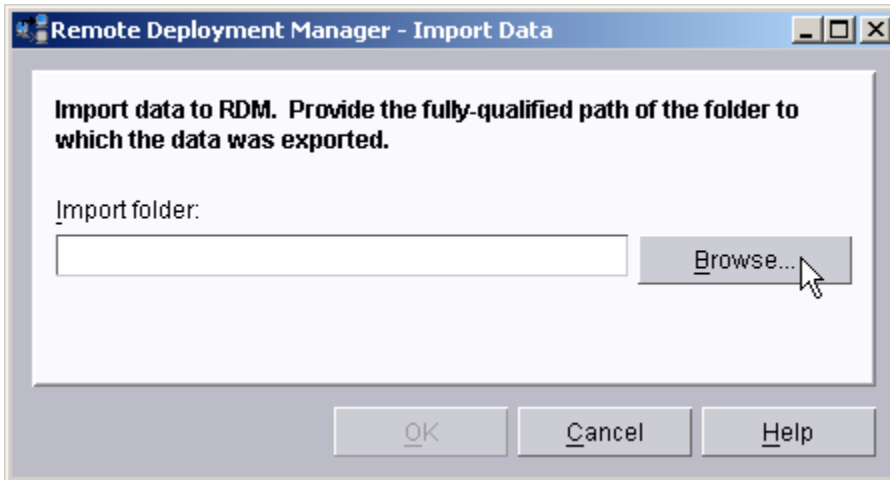 Remote Deployment Manager - Import Data
Import data to RDM.  Provide the fully-qualified path of the folder to
which the data was exported.
Import folder:
Browse...
OK
Cancel
Help